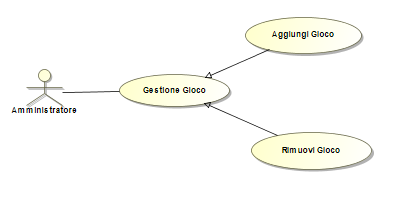 Aggiungi Gioco
Gestione Gioco
Amministratore
Rimuovi Gioco